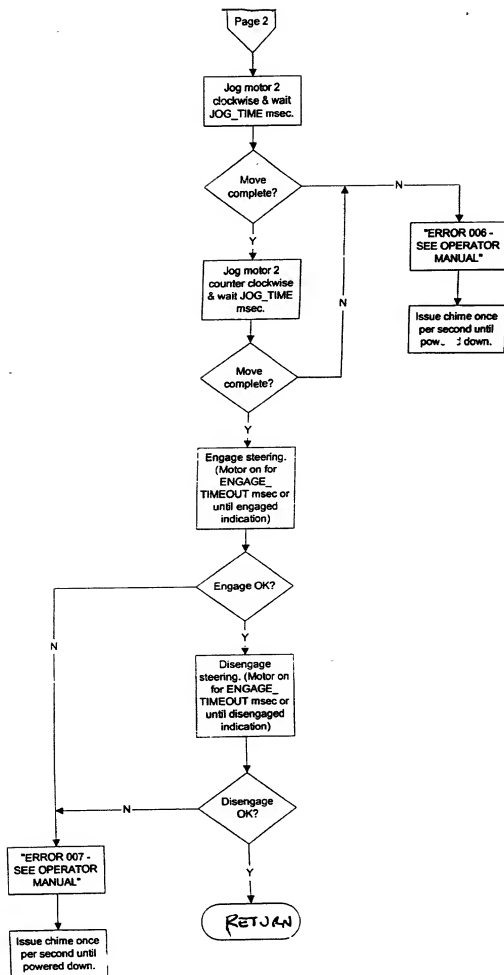 Page 2
Jog motor 2
clockwise & wait
JOG_TIME msec.
Move
complete?
N
"ERROR 006 -
SEE OPERATOR
MANUAL"
Y
Jog motor 2
counter clockwise
& wait JOG_TIME
msec.
N
Issue chime once
per second until
down.
Move
complete?
Y
Engage steering.
(Motor on for
ENGAGE_
TIMEOUT msec or
until engaged
indication)
Engage OK?
N
Y
Disengage
steering. (Motor on
for ENGAGE_
TIMEOUT msec or
until disengaged
indication)
Disengage
OK?
N
"ERROR 007 -
SEE OPERATOR
MANUAL"
Y
RETURN
Issue chime once
per second until
powered down.